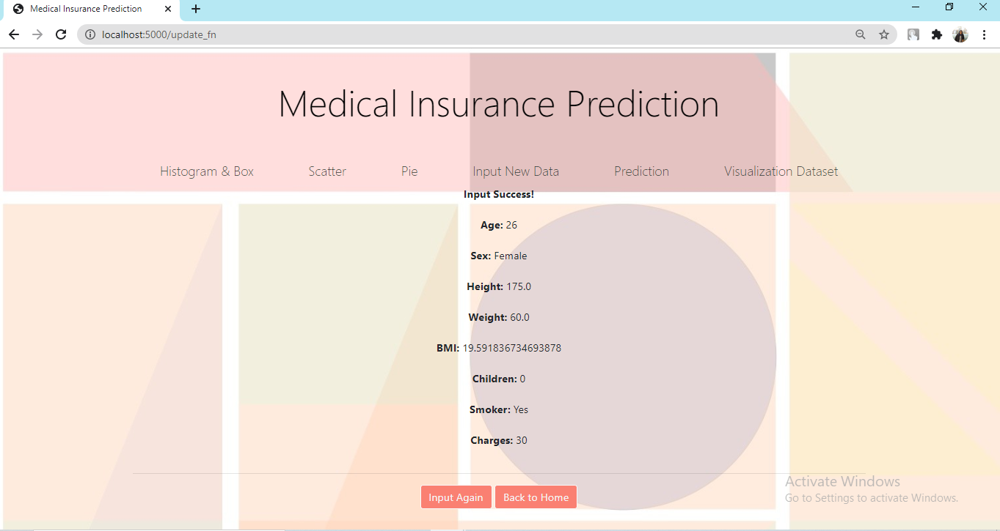 Medical Insurance Prediction
localhost:5000/update_fn
Medical Insurance Prediction
Histogram & Box Scatter Pie Input New Data Prediction Visualization Dataset
Input Success!
Age: 26
Sex: Female
Height: 175.0
Weight: 60.0
BMI: 19.591836734693878
Children: 0
Smoker: Yes
Charges: 30
Activate Windows
Go to Settings to activate Windows.
Input Again Back to Home